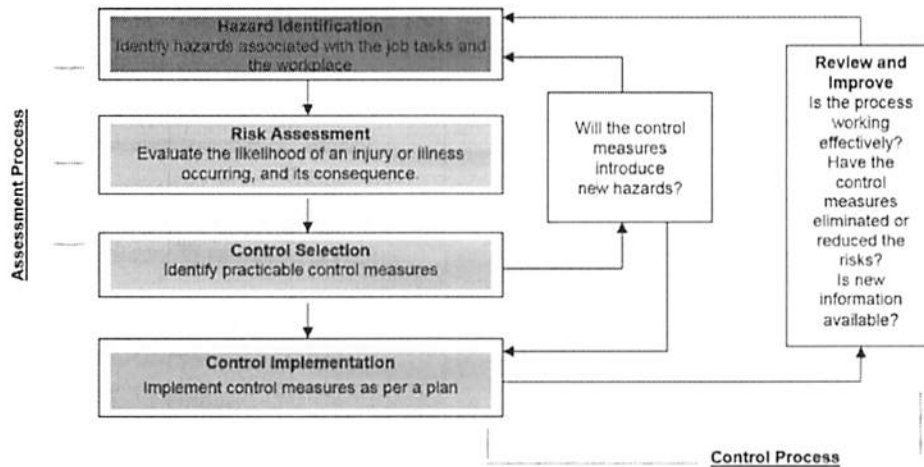 Hazard Identification
Identify hazards associated with the job tasks and
the workplace
Risk Assessment
Evaluate the likelihood of an injury or illness
occurring, and its consequence.
Control Selection
Identify practicable control measures
Control Implementation
Implement control measures as per a plan
Will the control
measures
introduce
new hazards?
Review and
Improve
Is the process
working
effectively?
Have the
control
measures
eliminated or
reduced the
risks?
Is new
information
available?
Assessment Process
Control Process